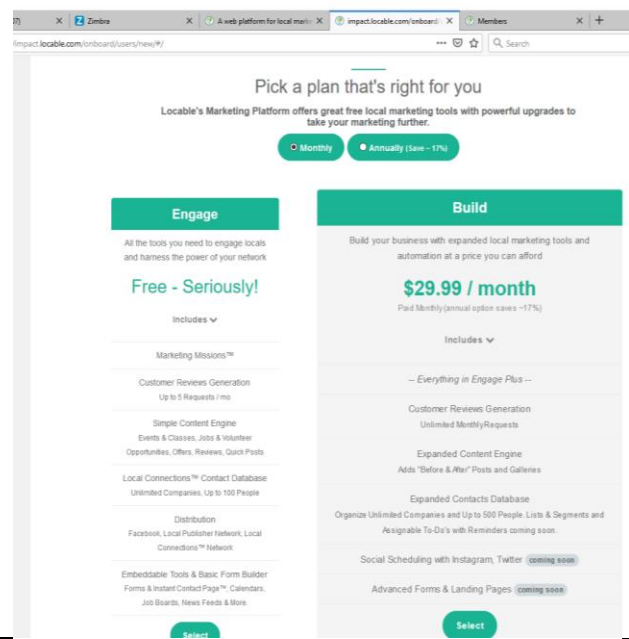 Zimbra
A web platform for local marke
impact.locable.com/onboard
Members
impact.locable.com/onboard/users/new/#/
Search
Pick a plan that's right for you
Locable's Marketing Platform offers great free local marketing tools with powerful upgrades to
take your marketing further.
Monthly
Annually (Save ~ 17%)
Engage
All the tools you need to engage locals
and harness the power of your network
Free - Seriously!
Includes
Marketing Missions™
Customer Reviews Generation
Up to 5 Requests / mo
Simple Content Engine
Events & Classes, Jobs & Volunteer
Opportunities, Offers, Reviews, Quick Posts
Local Connections™ Contact Database
Unlimited Companies, Up to 100 People
Distribution
Facebook, Local Publisher Network, Local
Connections™ Network
Embeddable Tools & Basic Form Builder
Forms & Instant Contact Page™, Calendars,
Job Boards, News Feeds & More.
Select
Build
Build your business with expanded local marketing tools and
automation at a price you can afford
$29.99 / month
Paid Monthly (annual option saves ~17%)
Includes
-- Everything in Engage Plus --
Customer Reviews Generation
Unlimited Monthly Requests
Expanded Content Engine
Adds "Before & After" Posts and Galleries
Expanded Contacts Database
Organize Unlimited Companies and Up to 500 People. Lists & Segments and
Assignable To-Do's with Reminders coming soon.
Social Scheduling with Instagram, Twitter coming soon
Advanced Forms & Landing Pages coming soon
Select